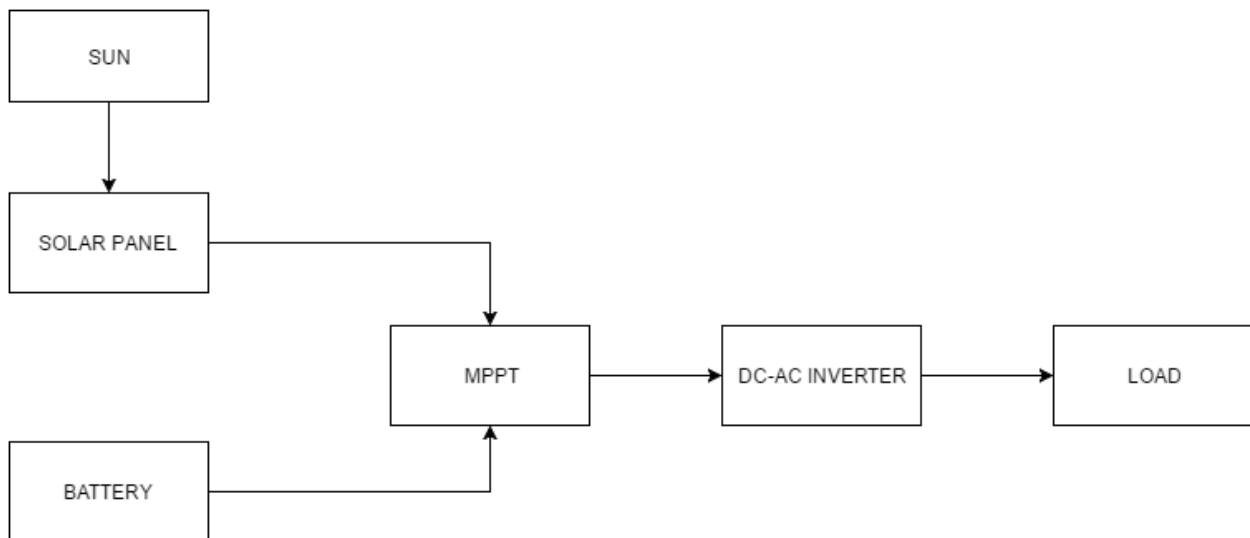 SUN
SOLAR PANEL
MPPT
DC-AC INVERTER
LOAD
BATTERY